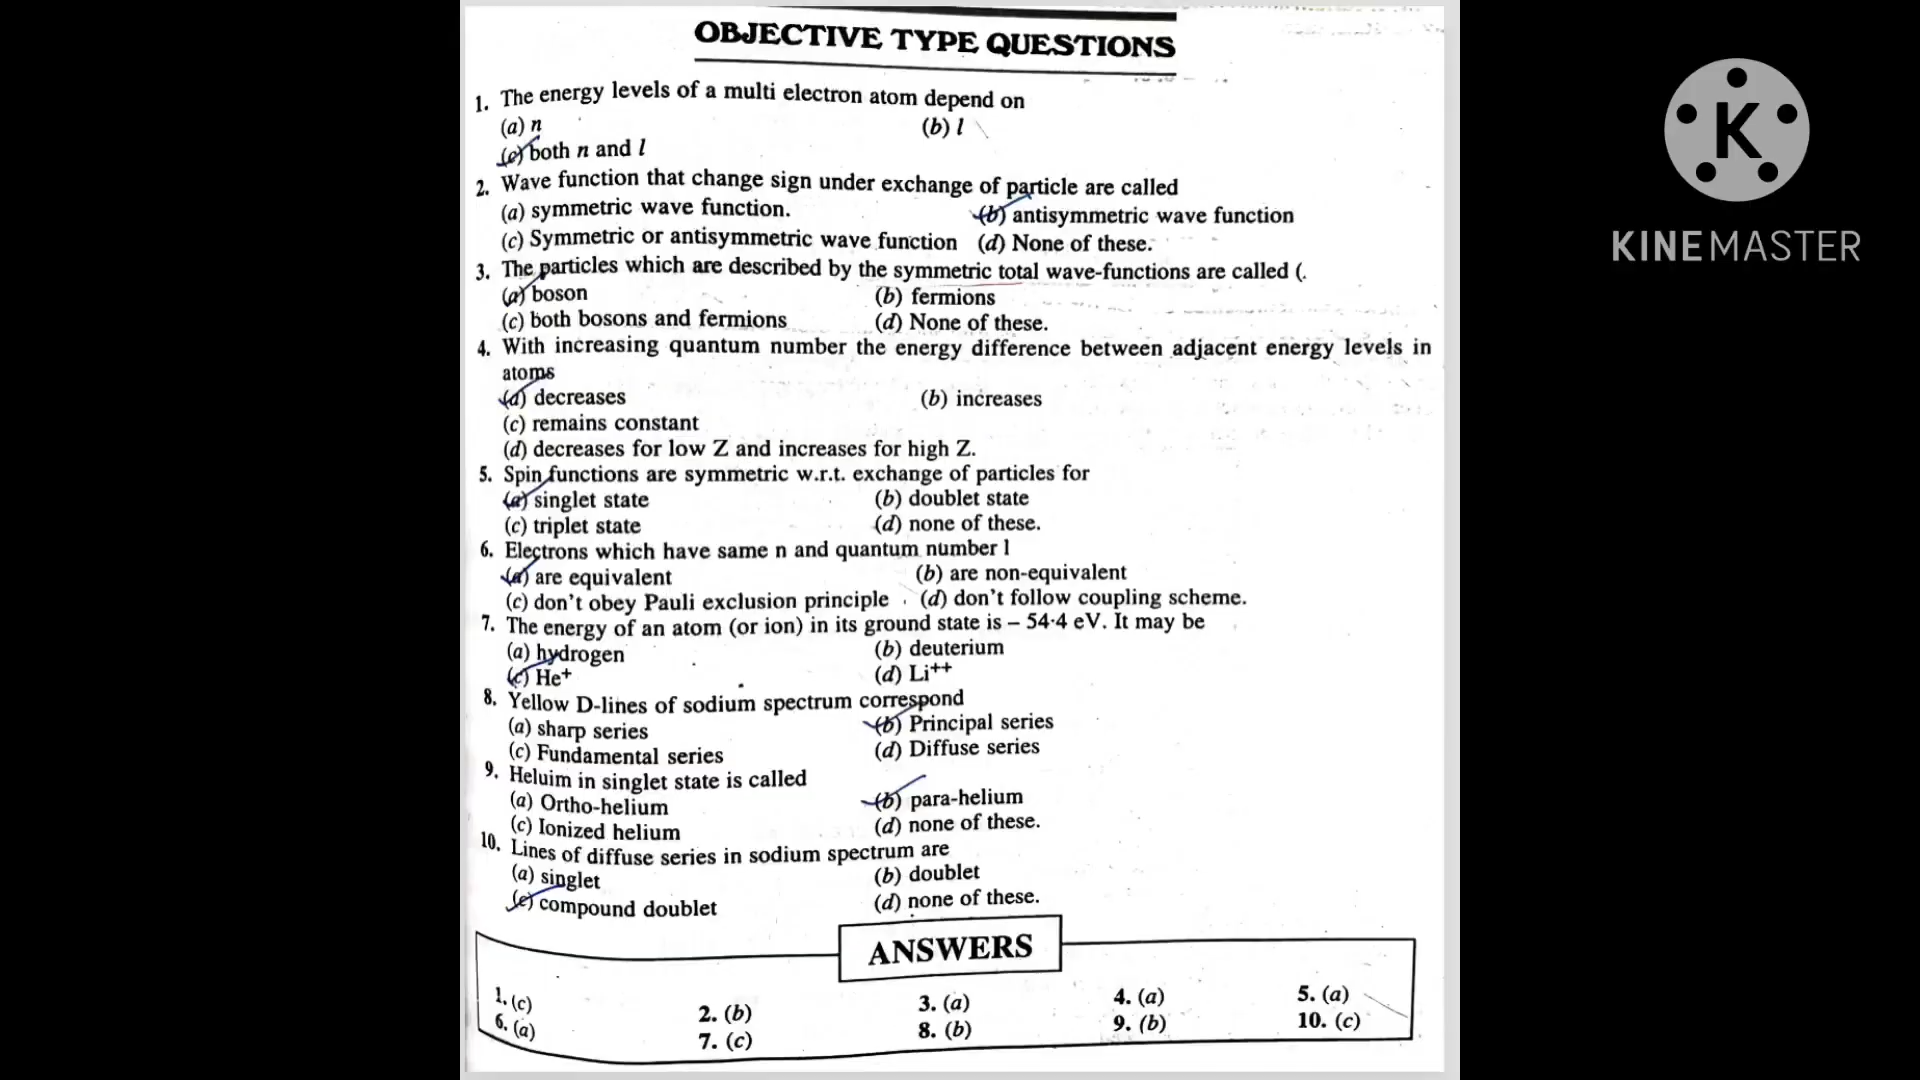 OBJECTIVE TYPE QUESTIONS
1. The energy levels of a multi electron atom depend on
(a) n (b) l
(c) both n and l
2. Wave function that change sign under exchange of particle are called
(a) symmetric wave function. (b) antisymmetric wave function
(c) Symmetric or antisymmetric wave function (d) None of these.
3. The particles which are described by the symmetric total wave-functions are called (.
(a) boson (b) fermions
(c) both bosons and fermions (d) None of these.
4. With increasing quantum number the energy difference between adjacent energy levels in
atoms
(a) decreases (b) increases
(c) remains constant
(d) decreases for low Z and increases for high Z.
5. Spin functions are symmetric w.r.t. exchange of particles for
(a) singlet state (b) doublet state
(c) triplet state (d) none of these.
6. Electrons which have same n and quantum number l
(a) are equivalent (b) are non-equivalent
(c) don't obey Pauli exclusion principle (d) don't follow coupling scheme.
7. The energy of an atom (or ion) in its ground state is – 54·4 eV. It may be
(a) hydrogen (b) deuterium
(c) He⁺ (d) Li⁺⁺
8. Yellow D-lines of sodium spectrum correspond
(a) sharp series (b) Principal series
(c) Fundamental series (d) Diffuse series
9. Heluim in singlet state is called
(a) Ortho-helium (b) para-helium
(c) Ionized helium (d) none of these.
10. Lines of diffuse series in sodium spectrum are
(a) singlet (b) doublet
(c) compound doublet (d) none of these.
ANSWERS
1. (c) 2. (b) 3. (a) 4. (a) 5. (a)
6. (a) 7. (c) 8. (b) 9. (b) 10. (c)
K
KINEMASTER